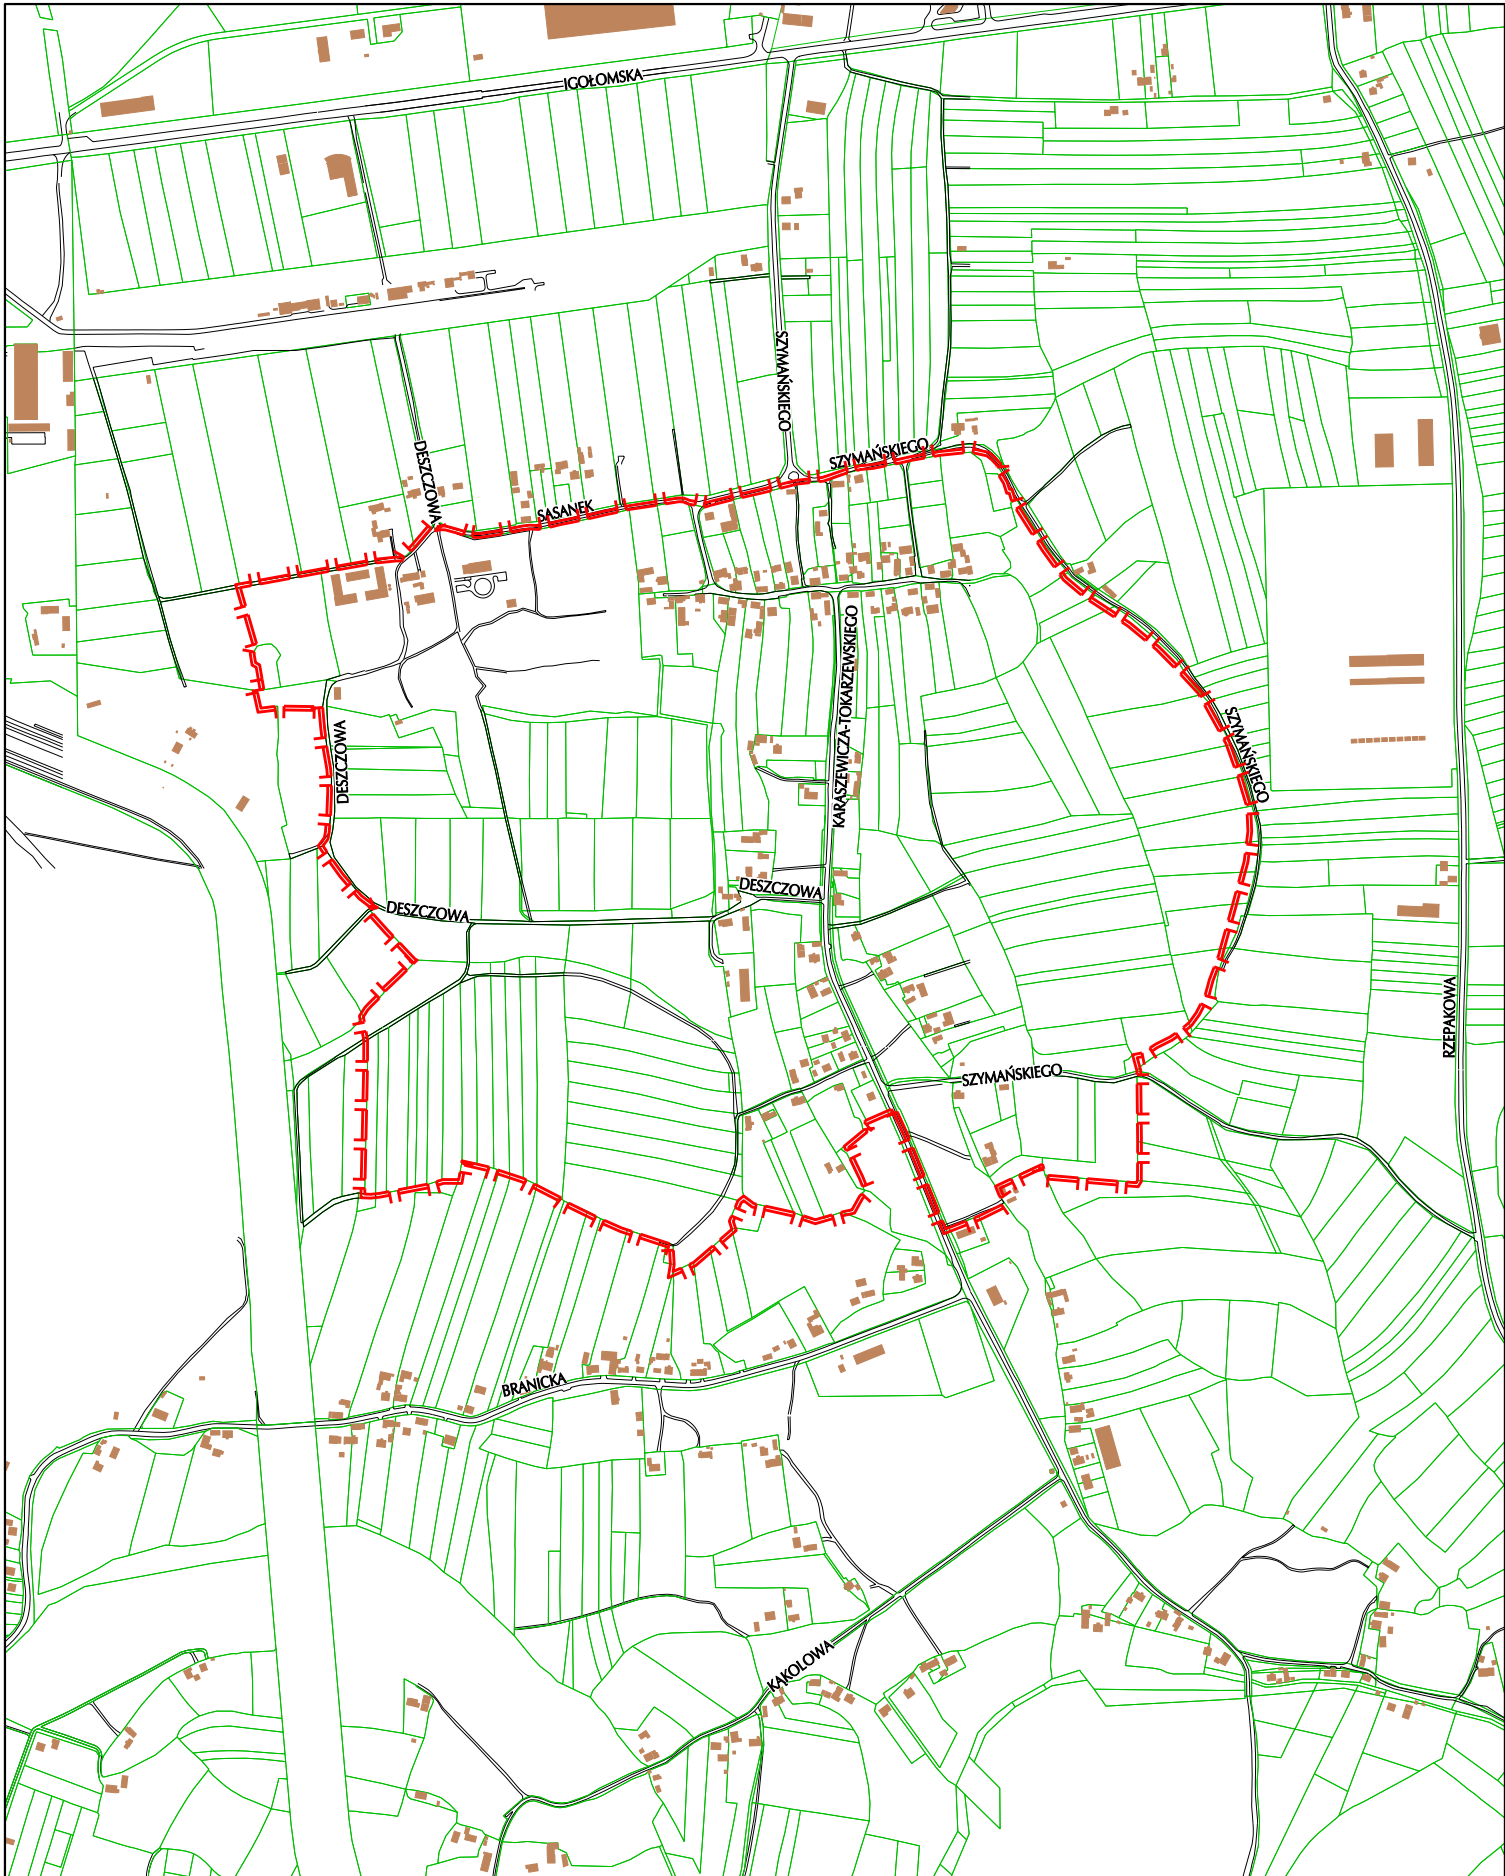 IGOŁOMSKA
SZYMAŃSKIEGO
DESZCZOWA
SZYMAŃSKIEGO
SASANEK
KARASZEWICZA-TOKARZEWSKIEGO
DESZCZOWA
SZYMAŃSKIEGO
DESZCZOWA
DESZCZOWA
RZEPAKOWA
SZYMAŃSKIEGO
BRANICKA
KĄKOLOWA